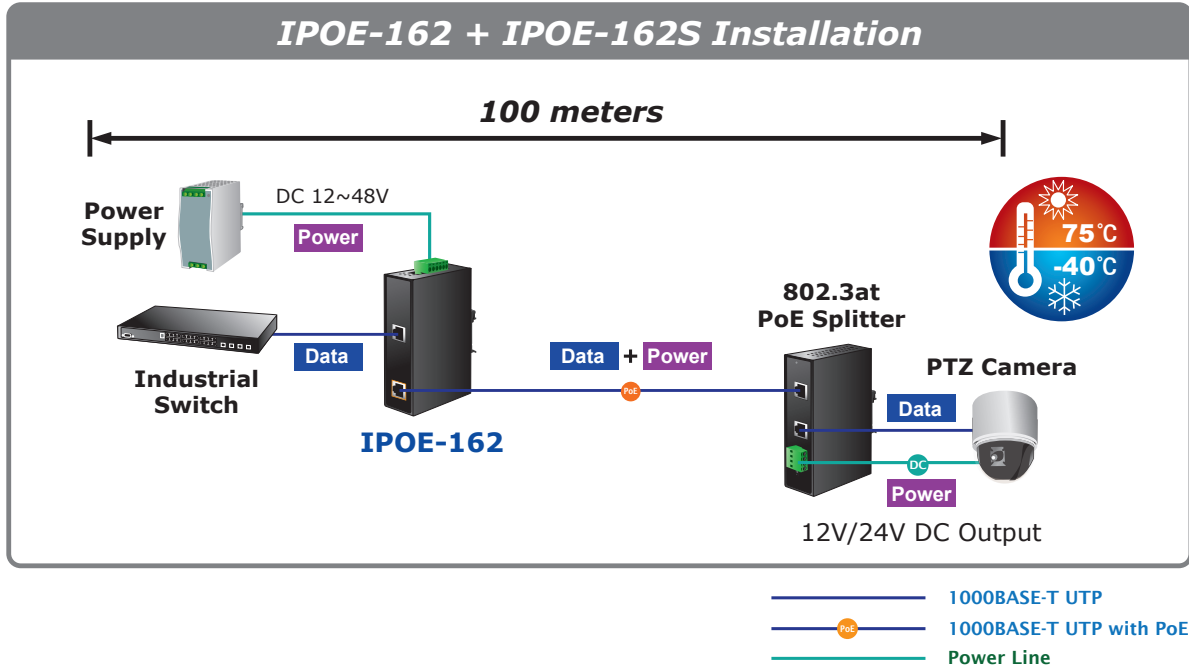 IPOE-162 + IPOE-162S Installation
100 meters
Power
Supply
DC 12~48V
Power
75°C
-40°C
802.3at
PoE Splitter
Industrial
Switch
Data
Data + Power
PoE
IPOE-162
PTZ Camera
Data
DC
Power
12V/24V DC Output
1000BASE-T UTP
PoE
1000BASE-T UTP with PoE
Power Line